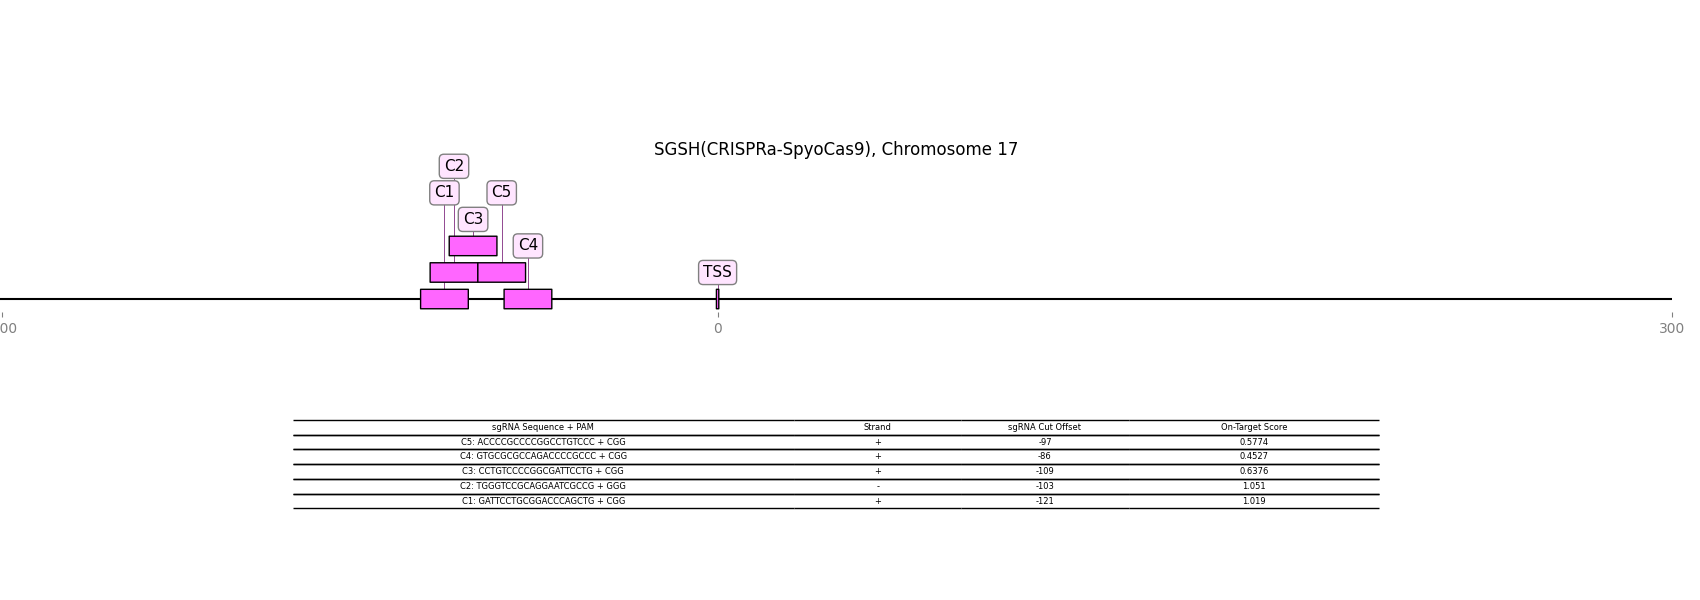 SGSH(CRISPRa-SpyoCas9), Chromosome 17
C2
C1 C5
C3
C4
TSS
00 0 300
sgRNA Sequence + PAM Strand sgRNA Cut Offset On-Target Score
C5: ACCCCGCCCCGGCCTGTCCC + CGG + -97 0.5774
C4: GTGCGCGCCAGACCCCGCCC + CGG + -86 0.4527
C3: CCTGTCCCCGGCGATTCCTG + CGG + -109 0.6376
C2: TGGGTCCGCAGGAATCGCCG + GGG - -103 1.051
C1: GATTCCTGCGGACCCAGCTG + CGG + -121 1.019